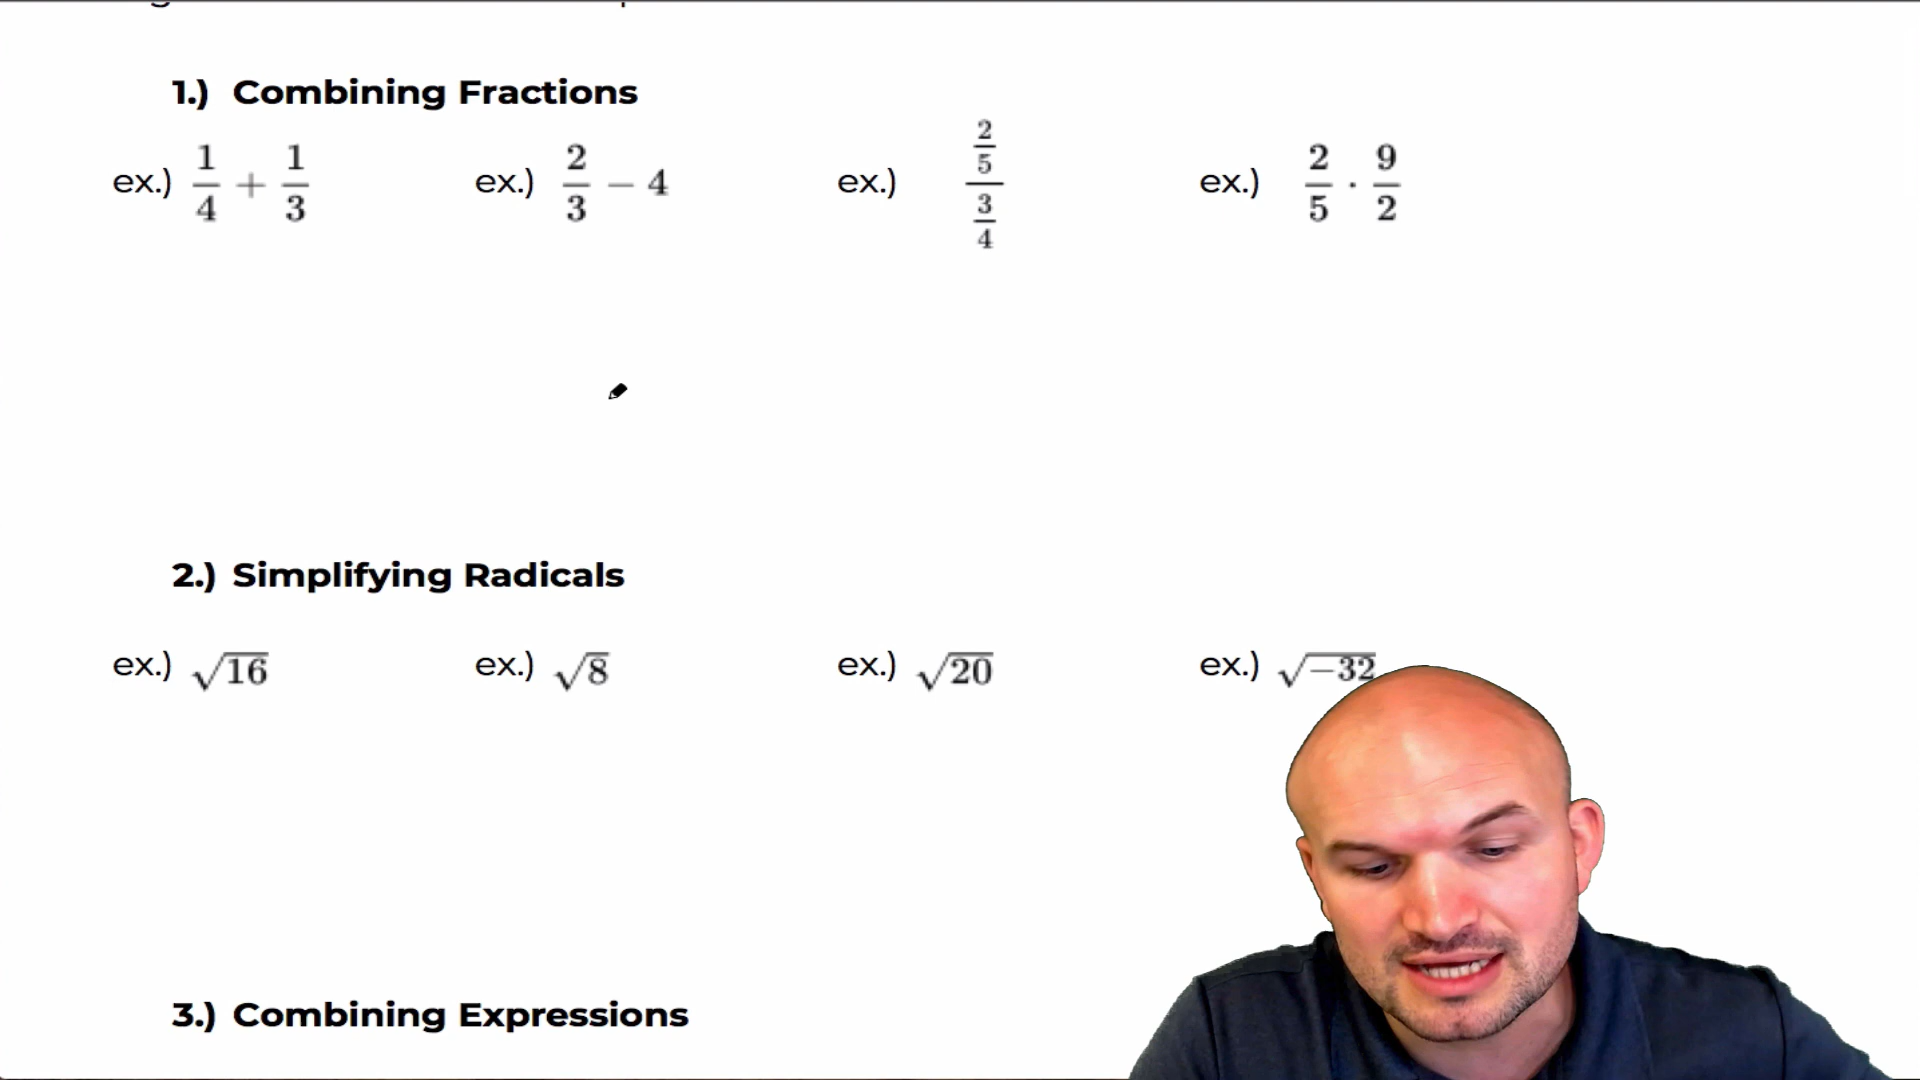 1.) Combining Fractions
ex.) 1/4 + 1/3 ex.) 2/3 − 4 ex.) (2/5)/(3/4) ex.) 2/5 · 9/2
2.) Simplifying Radicals
ex.) √16 ex.) √8 ex.) √20 ex.) √−32
3.) Combining Expressions